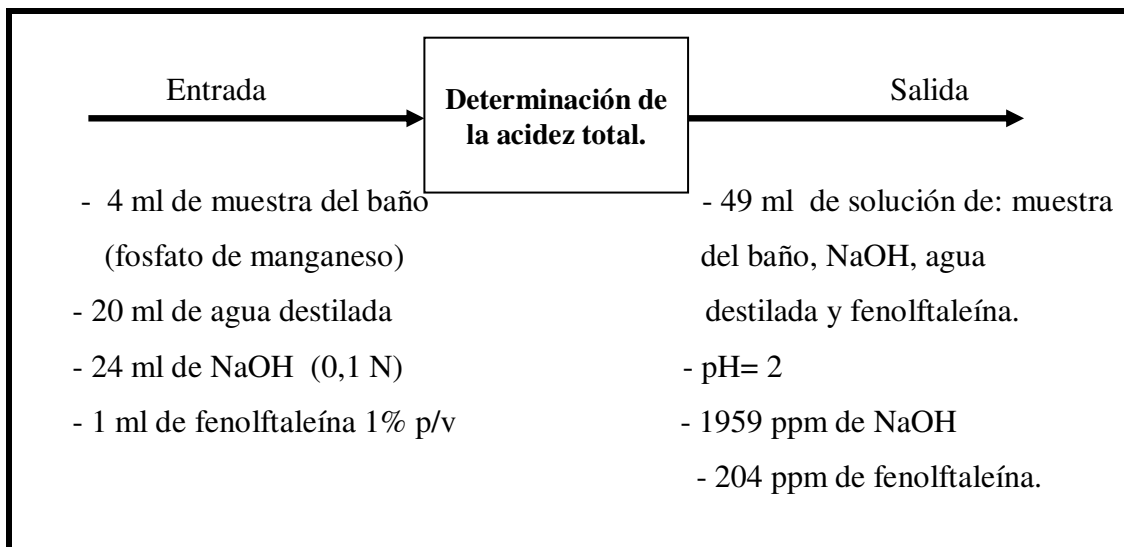 Entrada
Determinación de
la acidez total.
Salida
- 4 ml de muestra del baño
(fosfato de manganeso)
- 20 ml de agua destilada
- 24 ml de NaOH (0,1 N)
- 1 ml de fenolftaleína 1% p/v
- 49 ml de solución de: muestra
del baño, NaOH, agua
destilada y fenolftaleína.
- pH= 2
- 1959 ppm de NaOH
- 204 ppm de fenolftaleína.